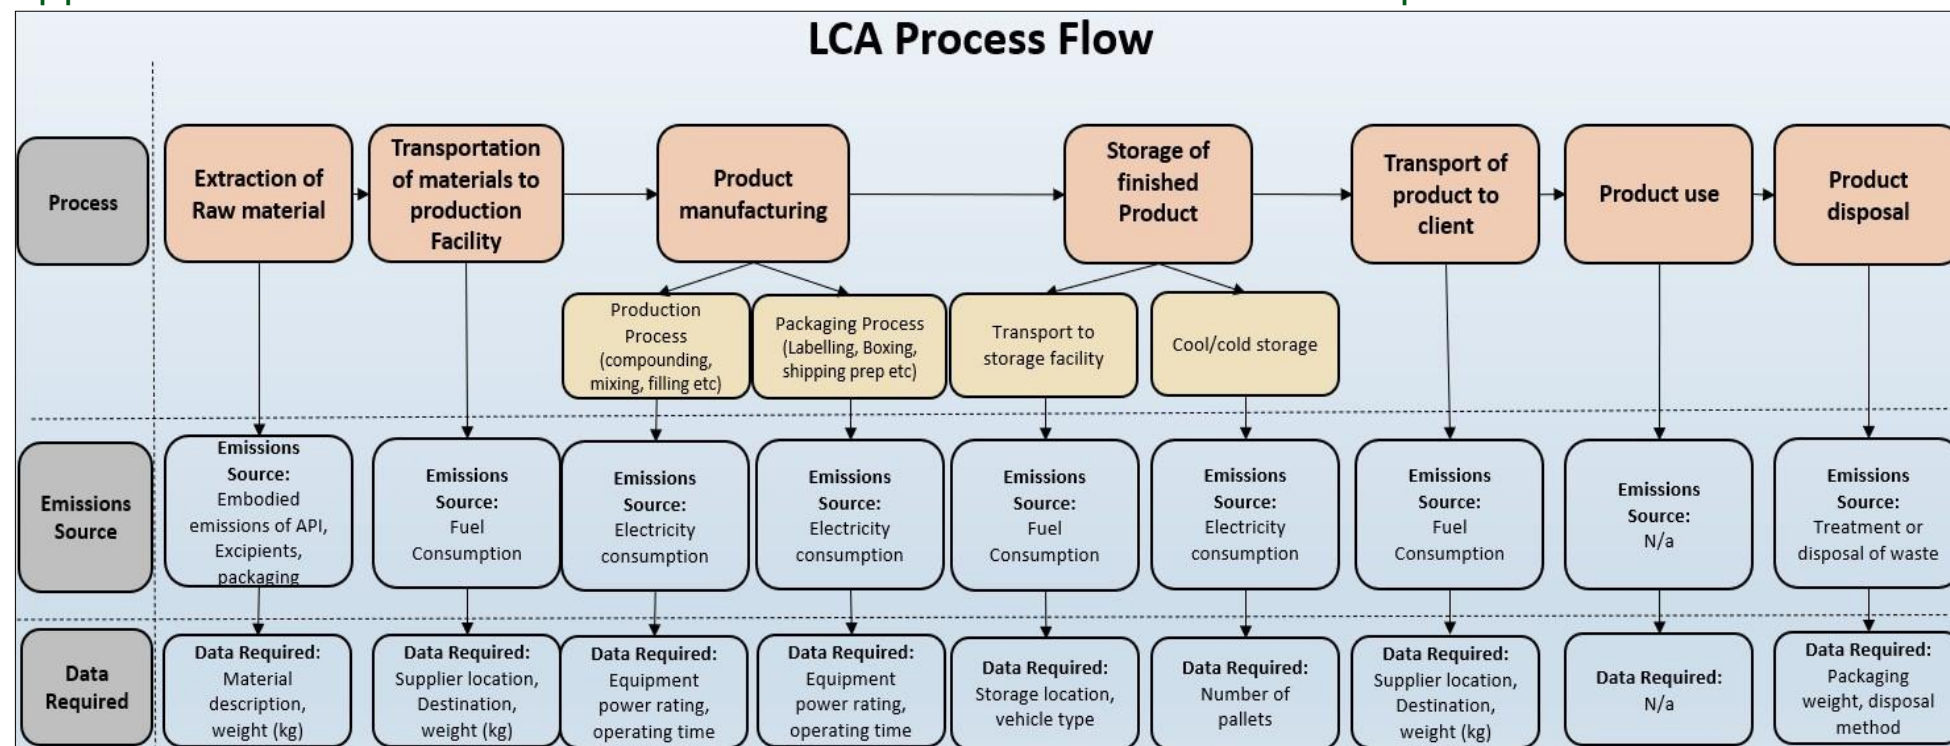 LCA Process Flow
Process
Extraction of
Raw material
Transportation
of materials to
production
Facility
Product
manufacturing
Storage of
finished
Product
Transport of
product to
client
Product use
Product
disposal
Production
Process
(compounding,
mixing, filling etc)
Packaging Process
(Labelling, Boxing,
shipping prep etc)
Transport to
storage facility
Cool/cold storage
Emissions
Source
Emissions
Source:
Embodied
emissions of API,
Excipients,
packaging
Emissions
Source:
Fuel
Consumption
Emissions
Source:
Electricity
consumption
Emissions
Source:
Electricity
consumption
Emissions
Source:
Fuel
Consumption
Emissions
Source:
Electricity
consumption
Emissions
Source:
Fuel
Consumption
Emissions
Source:
N/a
Emissions
Source:
Treatment or
disposal of waste
Data
Required
Data Required:
Material
description,
weight (kg)
Data Required:
Supplier location,
Destination,
weight (kg)
Data Required:
Equipment
power rating,
operating time
Data Required:
Equipment
power rating,
operating time
Data Required:
Storage location,
vehicle type
Data Required:
Number of
pallets
Data Required:
Supplier location,
Destination,
weight (kg)
Data Required:
N/a
Data Required:
Packaging
weight, disposal
method